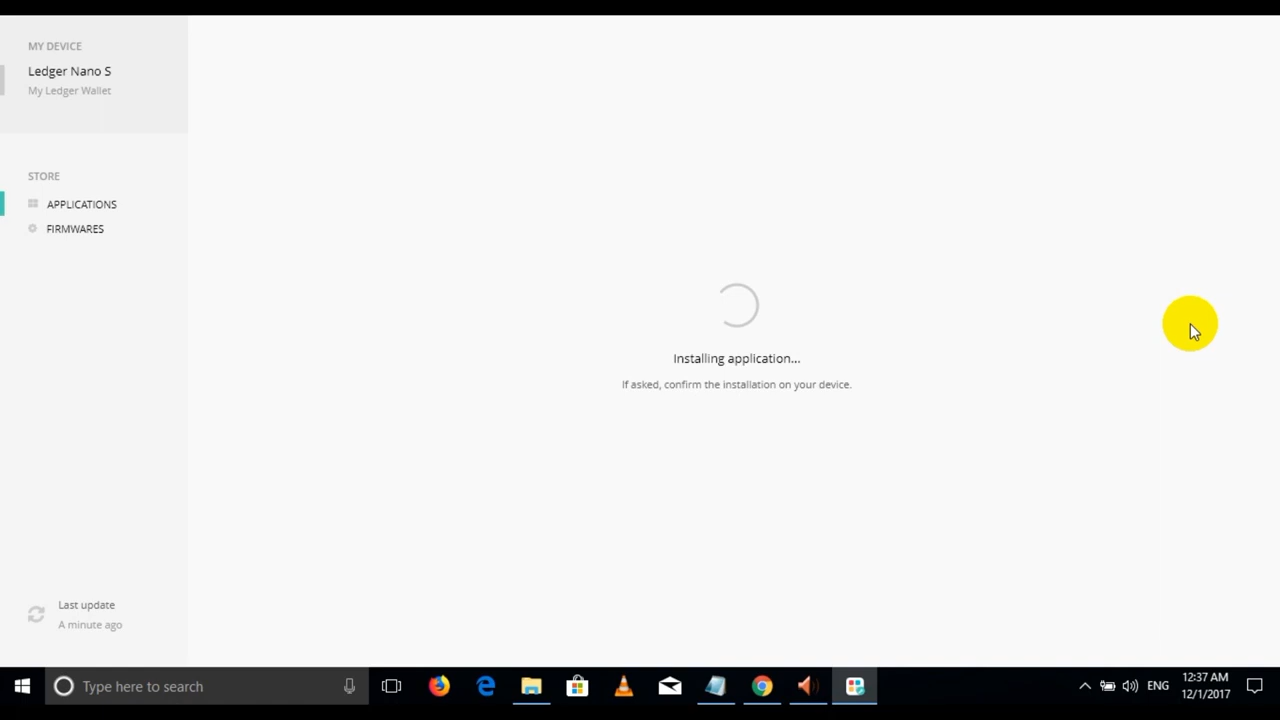 MY DEVICE
Ledger Nano S
My Ledger Wallet
STORE
APPLICATIONS
FIRMWARES
Installing application...
If asked, confirm the installation on your device.
Last update
A minute ago
Type here to search
ENG
12:37 AM
12/1/2017